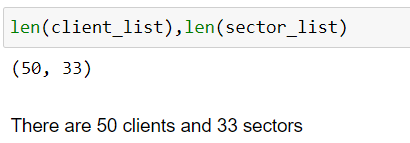 len(client_list),len(sector_list)
(50, 33)
There are 50 clients and 33 sectors